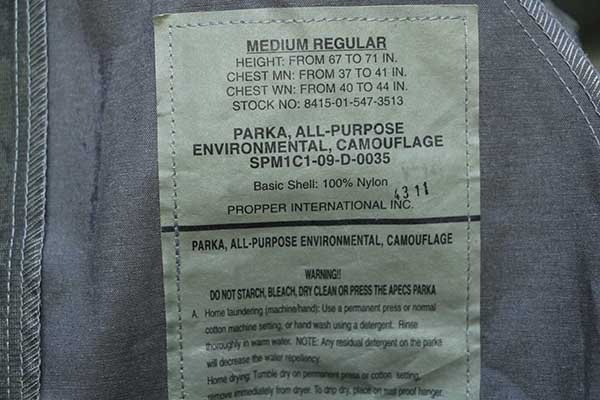 MEDIUM REGULAR
HEIGHT: FROM 67 TO 71 IN.
CHEST MN: FROM 37 TO 41 IN.
CHEST WN: FROM 40 TO 44 IN.
STOCK NO: 8415-01-547-3513
PARKA, ALL-PURPOSE
ENVIRONMENTAL, CAMOUFLAGE
SPM1C1-09-D-0035
Basic Shell: 100% Nylon
4311
PROPPER INTERNATIONAL INC.
PARKA, ALL-PURPOSE ENVIRONMENTAL, CAMOUFLAGE
WARNING!!
DO NOT STARCH, BLEACH, DRY CLEAN OR PRESS THE APECS PARKA
A. Home laundering (machine/hand): Use a permanent press or normal
cotton machine setting, or hand wash using a detergent. Rinse
thoroughly in warm water. NOTE: Any residual detergent on the parka
will decrease the water repellency.
Home drying: Tumble dry on permanent press or cotton setting,
remove immediately from dryer. To drip dry, place on rust proof hanger.